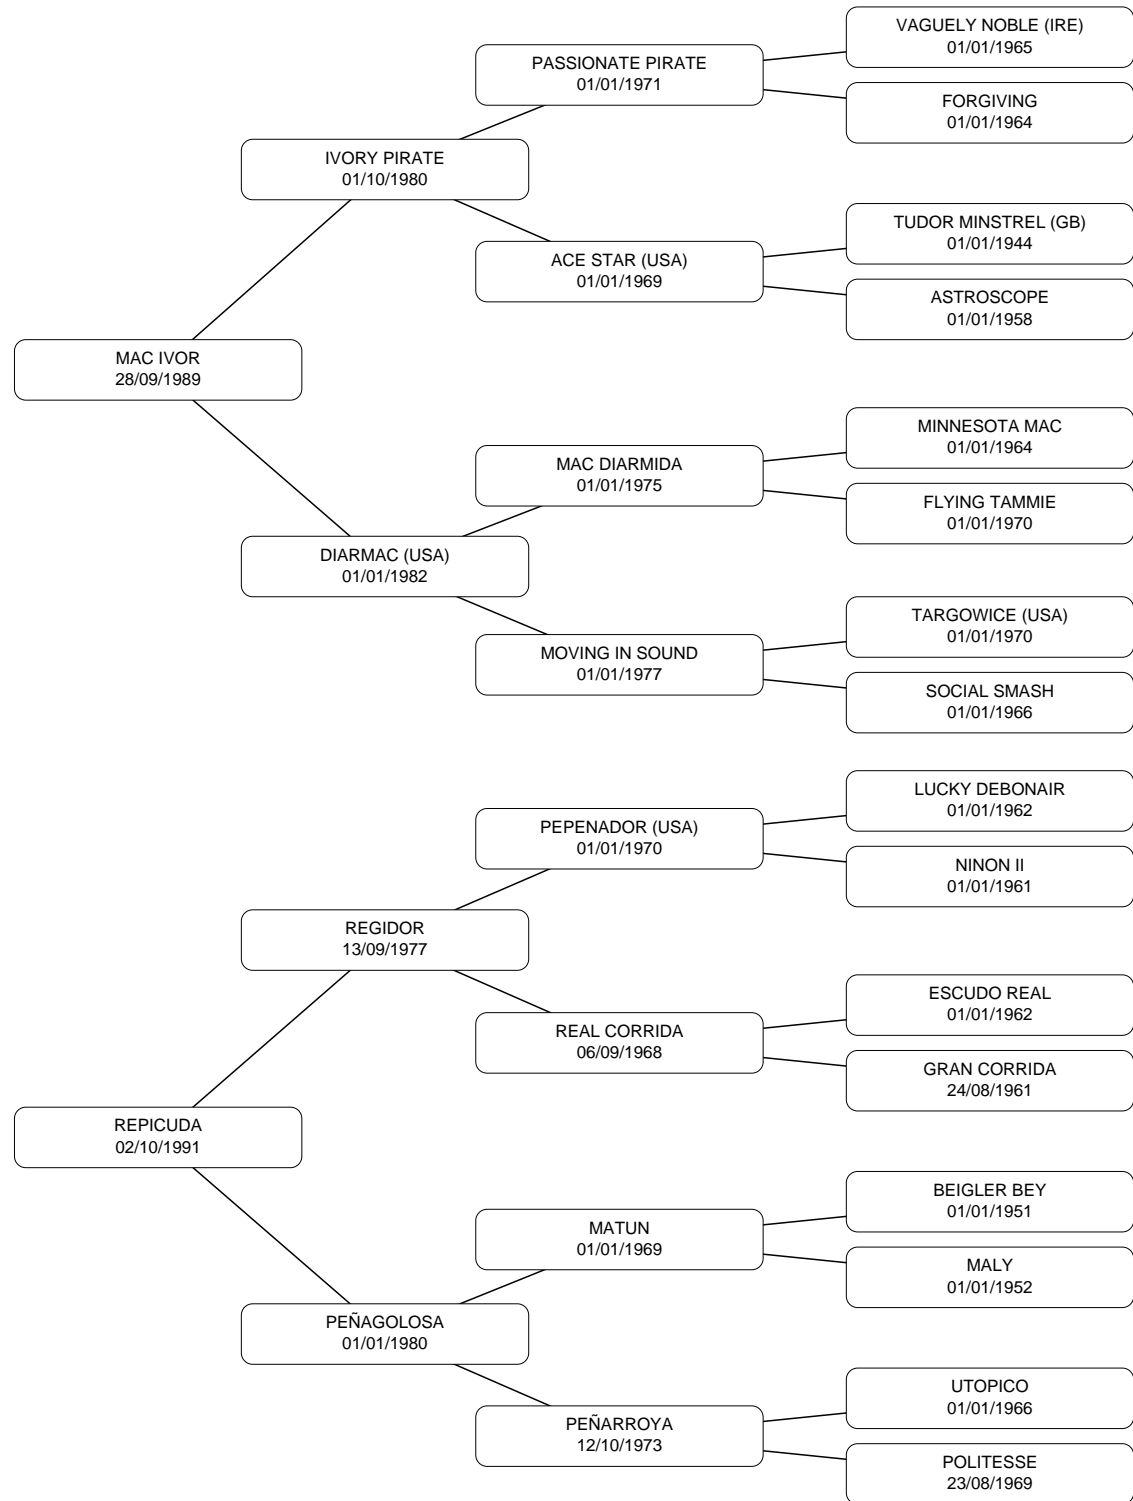 VAGUELY NOBLE (IRE)
01/01/1965
PASSIONATE PIRATE
01/01/1971
FORGIVING
01/01/1964
IVORY PIRATE
01/10/1980
TUDOR MINSTREL (GB)
01/01/1944
ACE STAR (USA)
01/01/1969
ASTROSCOPE
01/01/1958
MAC IVOR
28/09/1989
MINNESOTA MAC
01/01/1964
MAC DIARMIDA
01/01/1975
FLYING TAMMIE
01/01/1970
DIARMAC (USA)
01/01/1982
TARGOWICE (USA)
01/01/1970
MOVING IN SOUND
01/01/1977
SOCIAL SMASH
01/01/1966
LUCKY DEBONAIR
01/01/1962
PEPENADOR (USA)
01/01/1970
NINON II
01/01/1961
REGIDOR
13/09/1977
ESCUDO REAL
01/01/1962
REAL CORRIDA
06/09/1968
GRAN CORRIDA
24/08/1961
REPICUDA
02/10/1991
BEIGLER BEY
01/01/1951
MATUN
01/01/1969
MALY
01/01/1952
PEÑAGOLOSA
01/01/1980
UTOPICO
01/01/1966
PEÑARROYA
12/10/1973
POLITESSE
23/08/1969